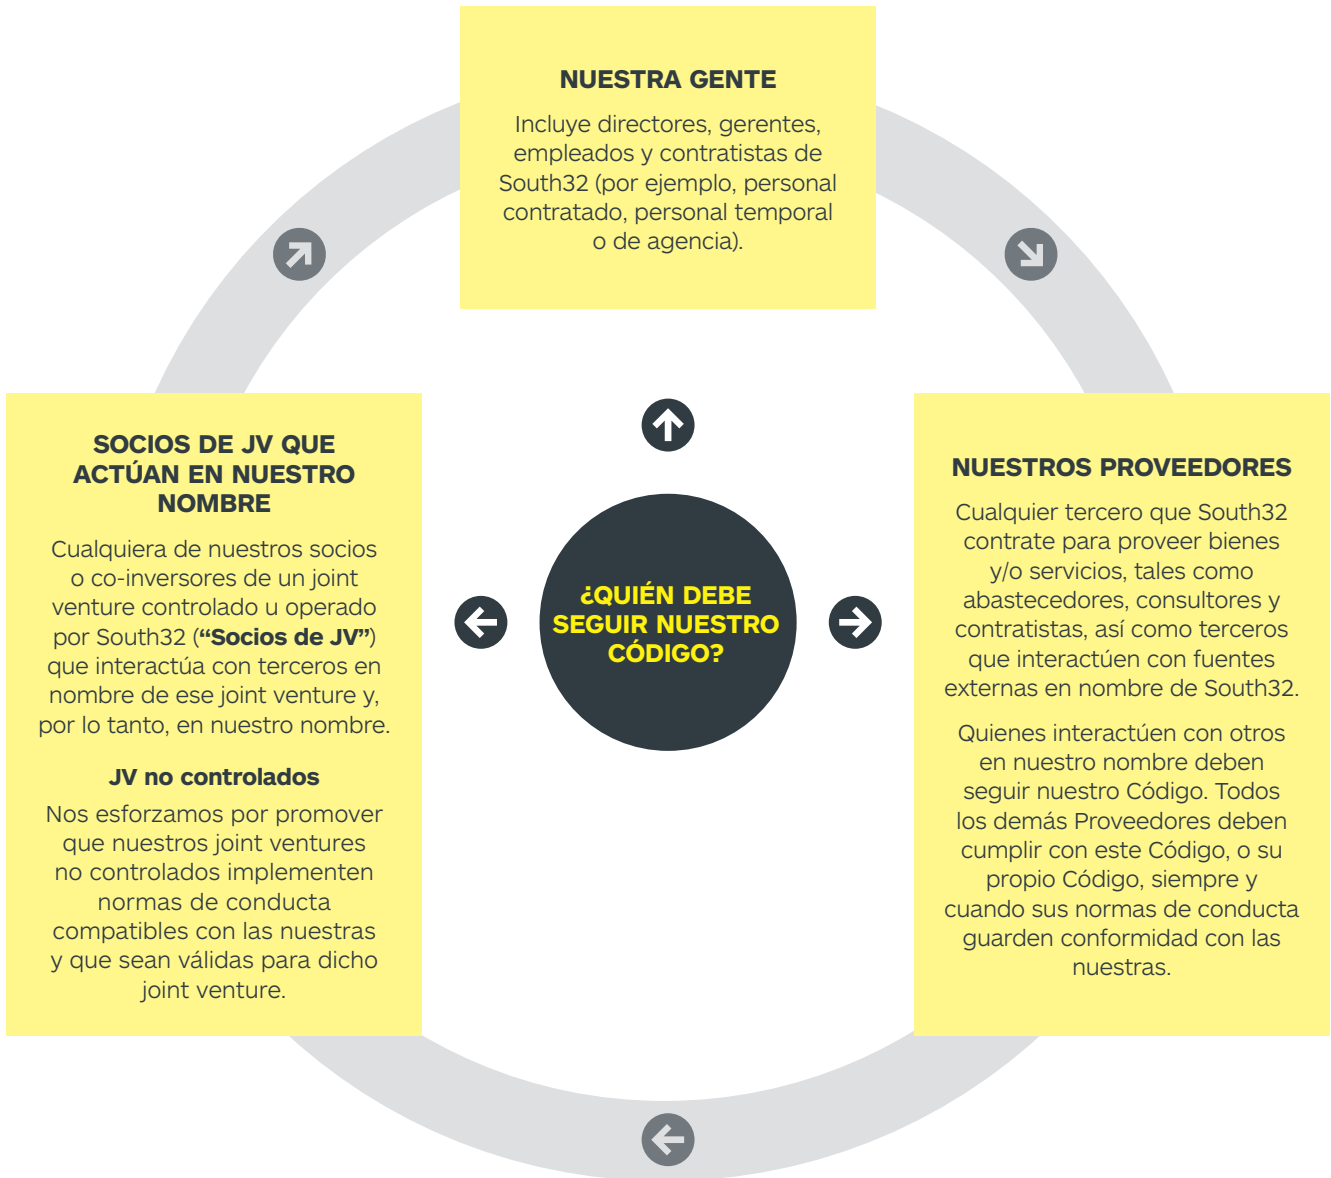 NUESTRA GENTE
Incluye directores, gerentes,
empleados y contratistas de
South32 (por ejemplo, personal
contratado, personal temporal
o de agencia).
SOCIOS DE JV QUE
ACTÚAN EN NUESTRO
NOMBRE
Cualquiera de nuestros socios
o co-inversores de un joint
venture controlado u operado
por South32 (“Socios de JV”)
que interactúa con terceros en
nombre de ese joint venture y,
por lo tanto, en nuestro nombre.
JV no controlados
Nos esforzamos por promover
que nuestros joint ventures
no controlados implementen
normas de conducta
compatibles con las nuestras
y que sean válidas para dicho
joint venture.
¿QUIÉN DEBE
SEGUIR NUESTRO
CÓDIGO?
NUESTROS PROVEEDORES
Cualquier tercero que South32
contrate para proveer bienes
y/o servicios, tales como
abastecedores, consultores y
contratistas, así como terceros
que interactúen con fuentes
externas en nombre de South32.
Quienes interactúen con otros
en nuestro nombre deben
seguir nuestro Código. Todos
los demás Proveedores deben
cumplir con este Código, o su
propio Código, siempre y
cuando sus normas de conducta
guarden conformidad con las
nuestras.